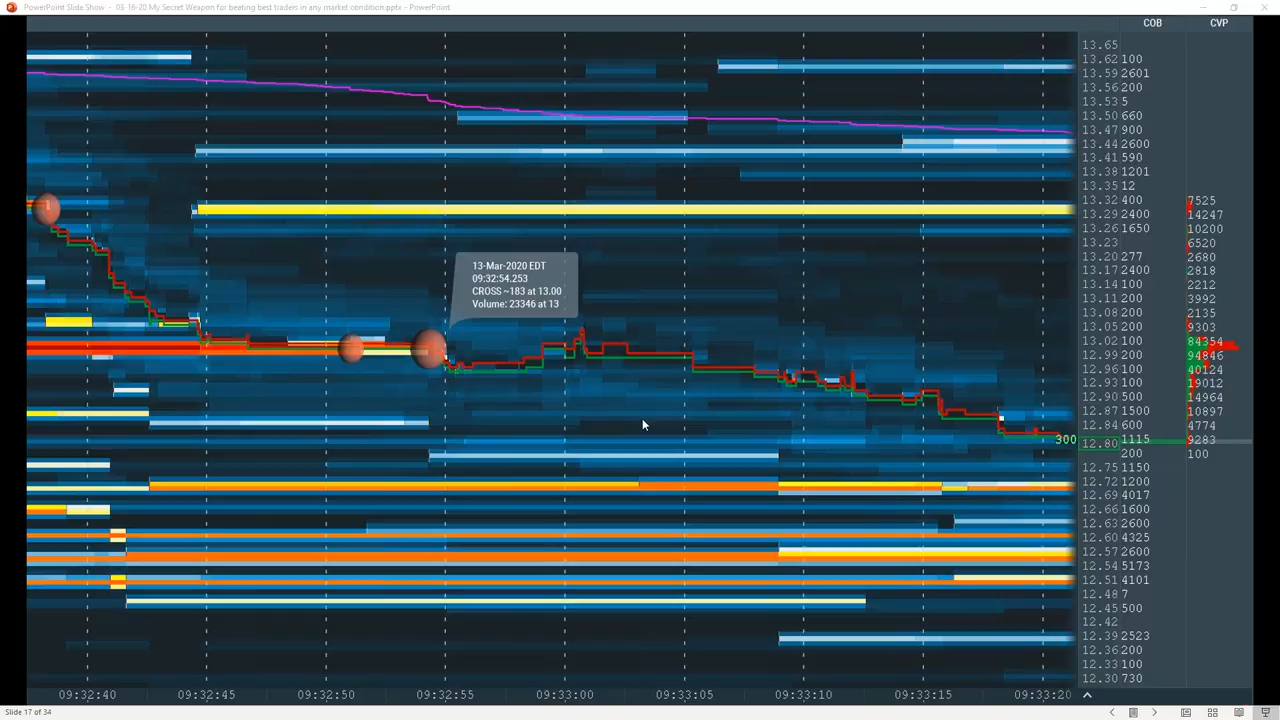 PowerPoint Slide Show - 03-16-20 My Secret Weapon for beating best traders in any market condition.pptx - PowerPoint
COB CVP
13.65
13.62 100
13.59 2601
13.56 200
13.53 5
13.50 660
13.47 900
13.44 2600
13.41 590
13.38 1201
13.35 12
13.32 400 7525
13.29 2400 14247
13.26 1650 10200
13.23 6520
13.20 277 2680
13.17 2400 2818
13.14 100 2212
13.11 200 3992
13.08 200 2135
13.05 200 9303
13.02 100 84354
12.99 200 94846
12.96 100 40124
12.93 100 19012
12.90 500 14964
12.87 1500 10897
12.84 600 4774
300 12.80 1115 9283
200 100
12.75 1150
12.72 1200
12.69 4017
12.66 1600
12.63 2600
12.60 4325
12.57 2600
12.54 5173
12.51 4101
12.48 7
12.45 500
12.42
12.39 2523
12.36 200
12.33 100
12.30 730
13-Mar-2020 EDT
09:32:54.253
CROSS ~183 at 13.00
Volume: 23346 at 13
09:32:40 09:32:45 09:32:50 09:32:55 09:33:00 09:33:05 09:33:10 09:33:15 09:33:20
Slide 17 of 34